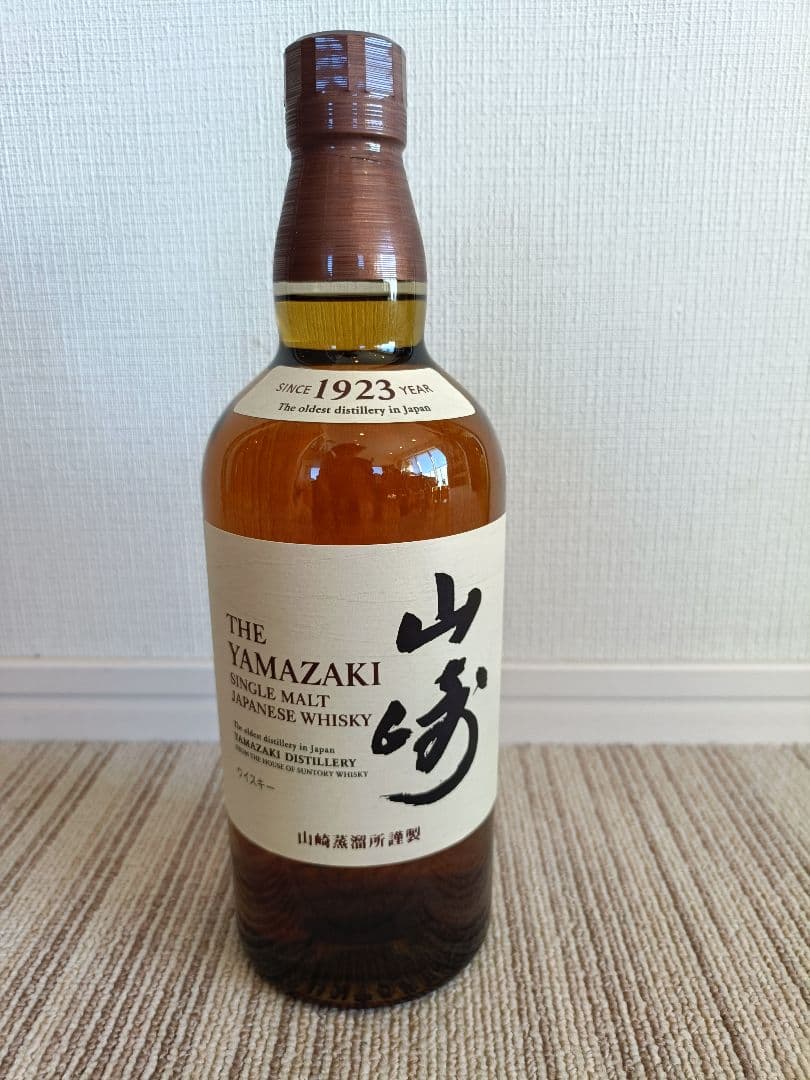 SINCE 1923 YEAR
The oldest distillery in Japan
THE
YAMAZAKI
SINGLE MALT
JAPANESE WHISKY
山崎
The oldest distillery in Japan
YAMAZAKI DISTILLERY
FROM THE HOUSE OF SUNTORY WHISKY
ウイスキー
山崎蒸溜所謹製